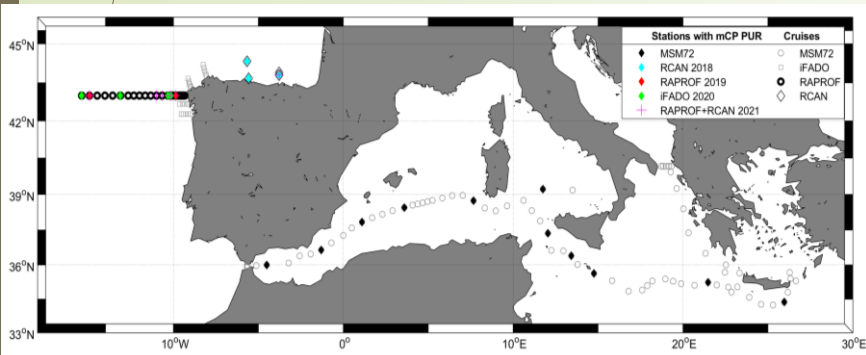 45°N
42°N
39°N
36°N
33°N
10°W
0°E
10°E
20°E
30°E
Stations with mCP PUR Cruises
MSM72 MSM72
RCAN 2018 iFADO
RAPROF 2019 RAPROF
iFADO 2020 RCAN
RAPROF+RCAN 2021